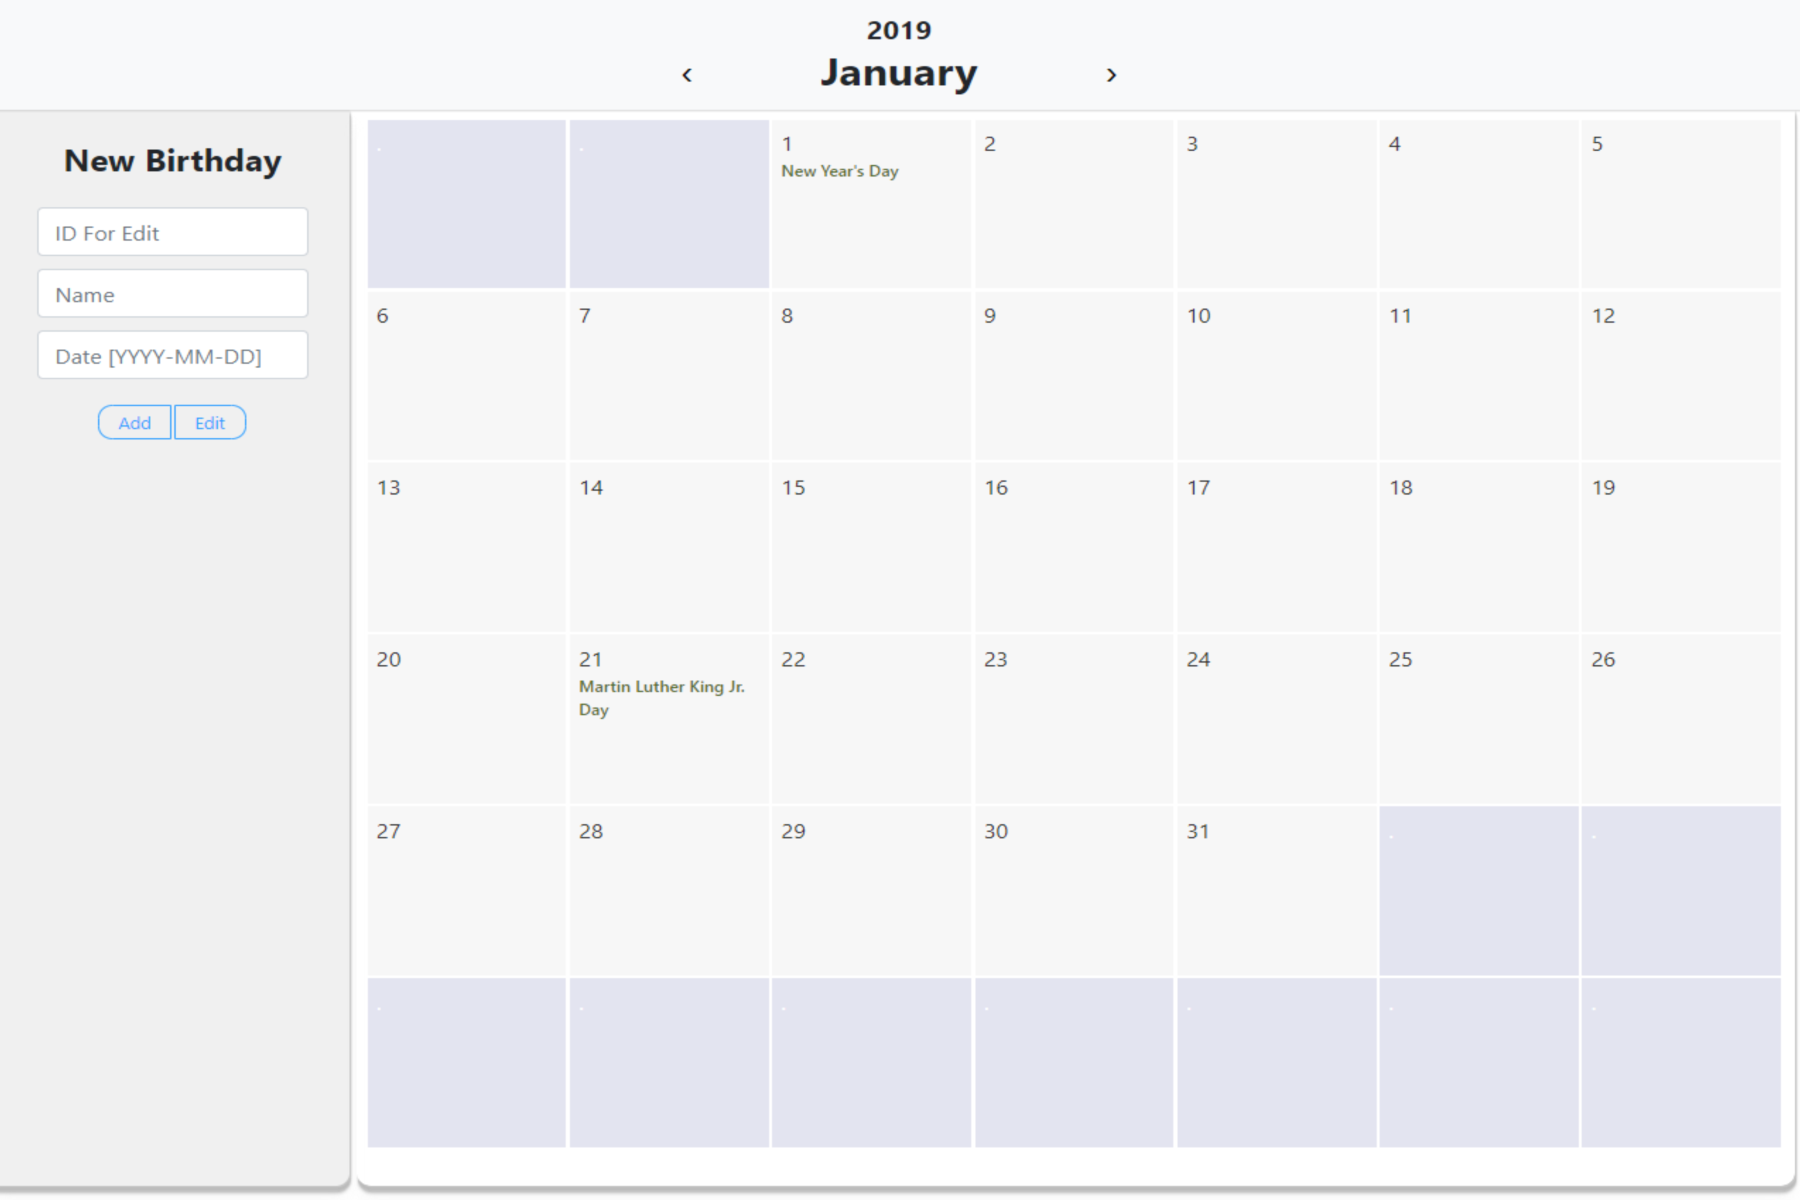 2019
‹ January ›
New Birthday
ID For Edit
Name
Date [YYYY-MM-DD]
Add Edit
. . 1 2 3 4 5
New Year's Day
6 7 8 9 10 11 12
13 14 15 16 17 18 19
20 21 22 23 24 25 26
Martin Luther King Jr.
Day
27 28 29 30 31 . .
. . . . . . .